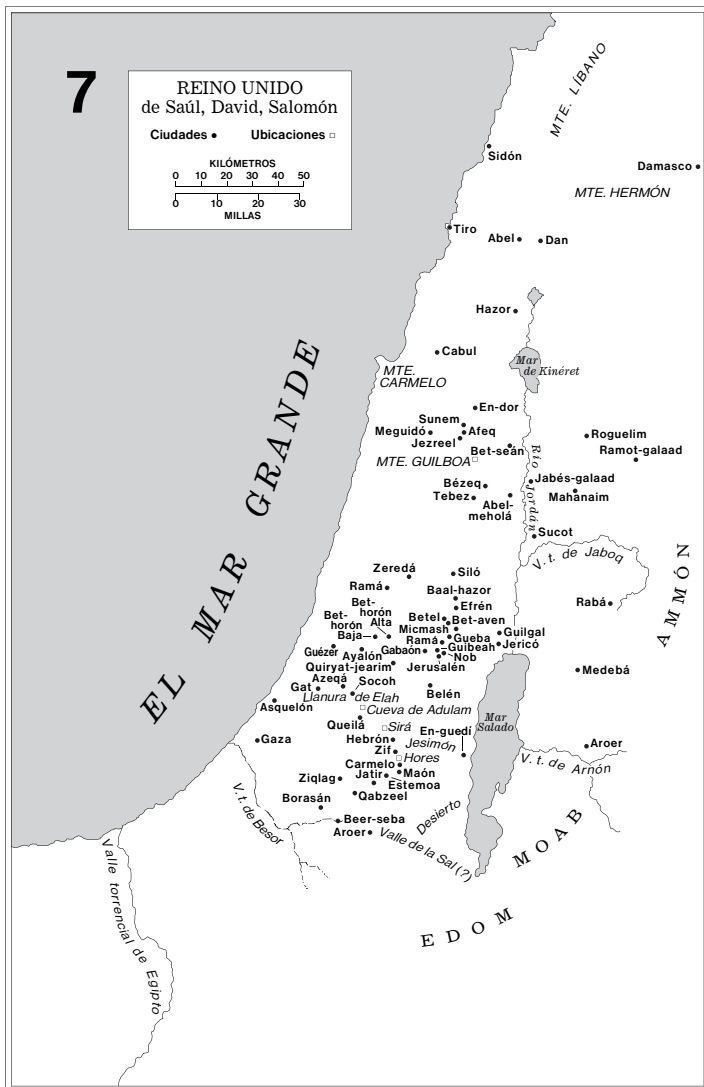 7
REINO UNIDO
de Saúl, David, Salomón
Ciudades
Ubicaciones
KILÓMETROS
0 10 20 30 40 50
0 10 20 30
MILLAS
MTE. LÍBANO
Sidón
Damasco
MTE. HERMÓN
Tiro
Abel
Dan
Hazor
Cabul
Mar
de Kinéret
MTE.
CARMELO
En-dor
Sunem
Meguidó
Afeq
Jezreel
Roguelim
Bet-seán
Ramot-galaad
MTE. GUILBOA
Río Jordán
Bézeq
Jabés-galaad
Tebez
Mahanaim
Abel-
meholá
Sucot
V.t. de Jaboq
EL MAR GRANDE
AMMÓN
Zeredá
Siló
Ramá
Baal-hazor
Rabá
Efrén
Bet-
horón
Alta
Bet-
horón
Baja
Betel
Bet-aven
Micmash
Gueba
Guilgal
Ramá
Jericó
Guézer
Ayalón
Gabaón
Guibeah
Nob
Quiryat-jearim
Jerusalén
Medebá
Azeqá
Socoh
Gat
Belén
Llanura de Elah
Asquelón
Cueva de Adulam
Mar
Salado
Queilá
Sirá
En-guedí
Gaza
Hebrón
Jesimón
Aroer
Zif
Hores
Carmelo
V.t. de Arnón
Ziqlag
Jatir
Maón
Estemoa
Borasán
Qabzeel
Desierto
V.t. de Besor
Beer-seba
Aroer
Valle de la Sal (?)
MOAB
Valle torrencial de Egipto
EDOM